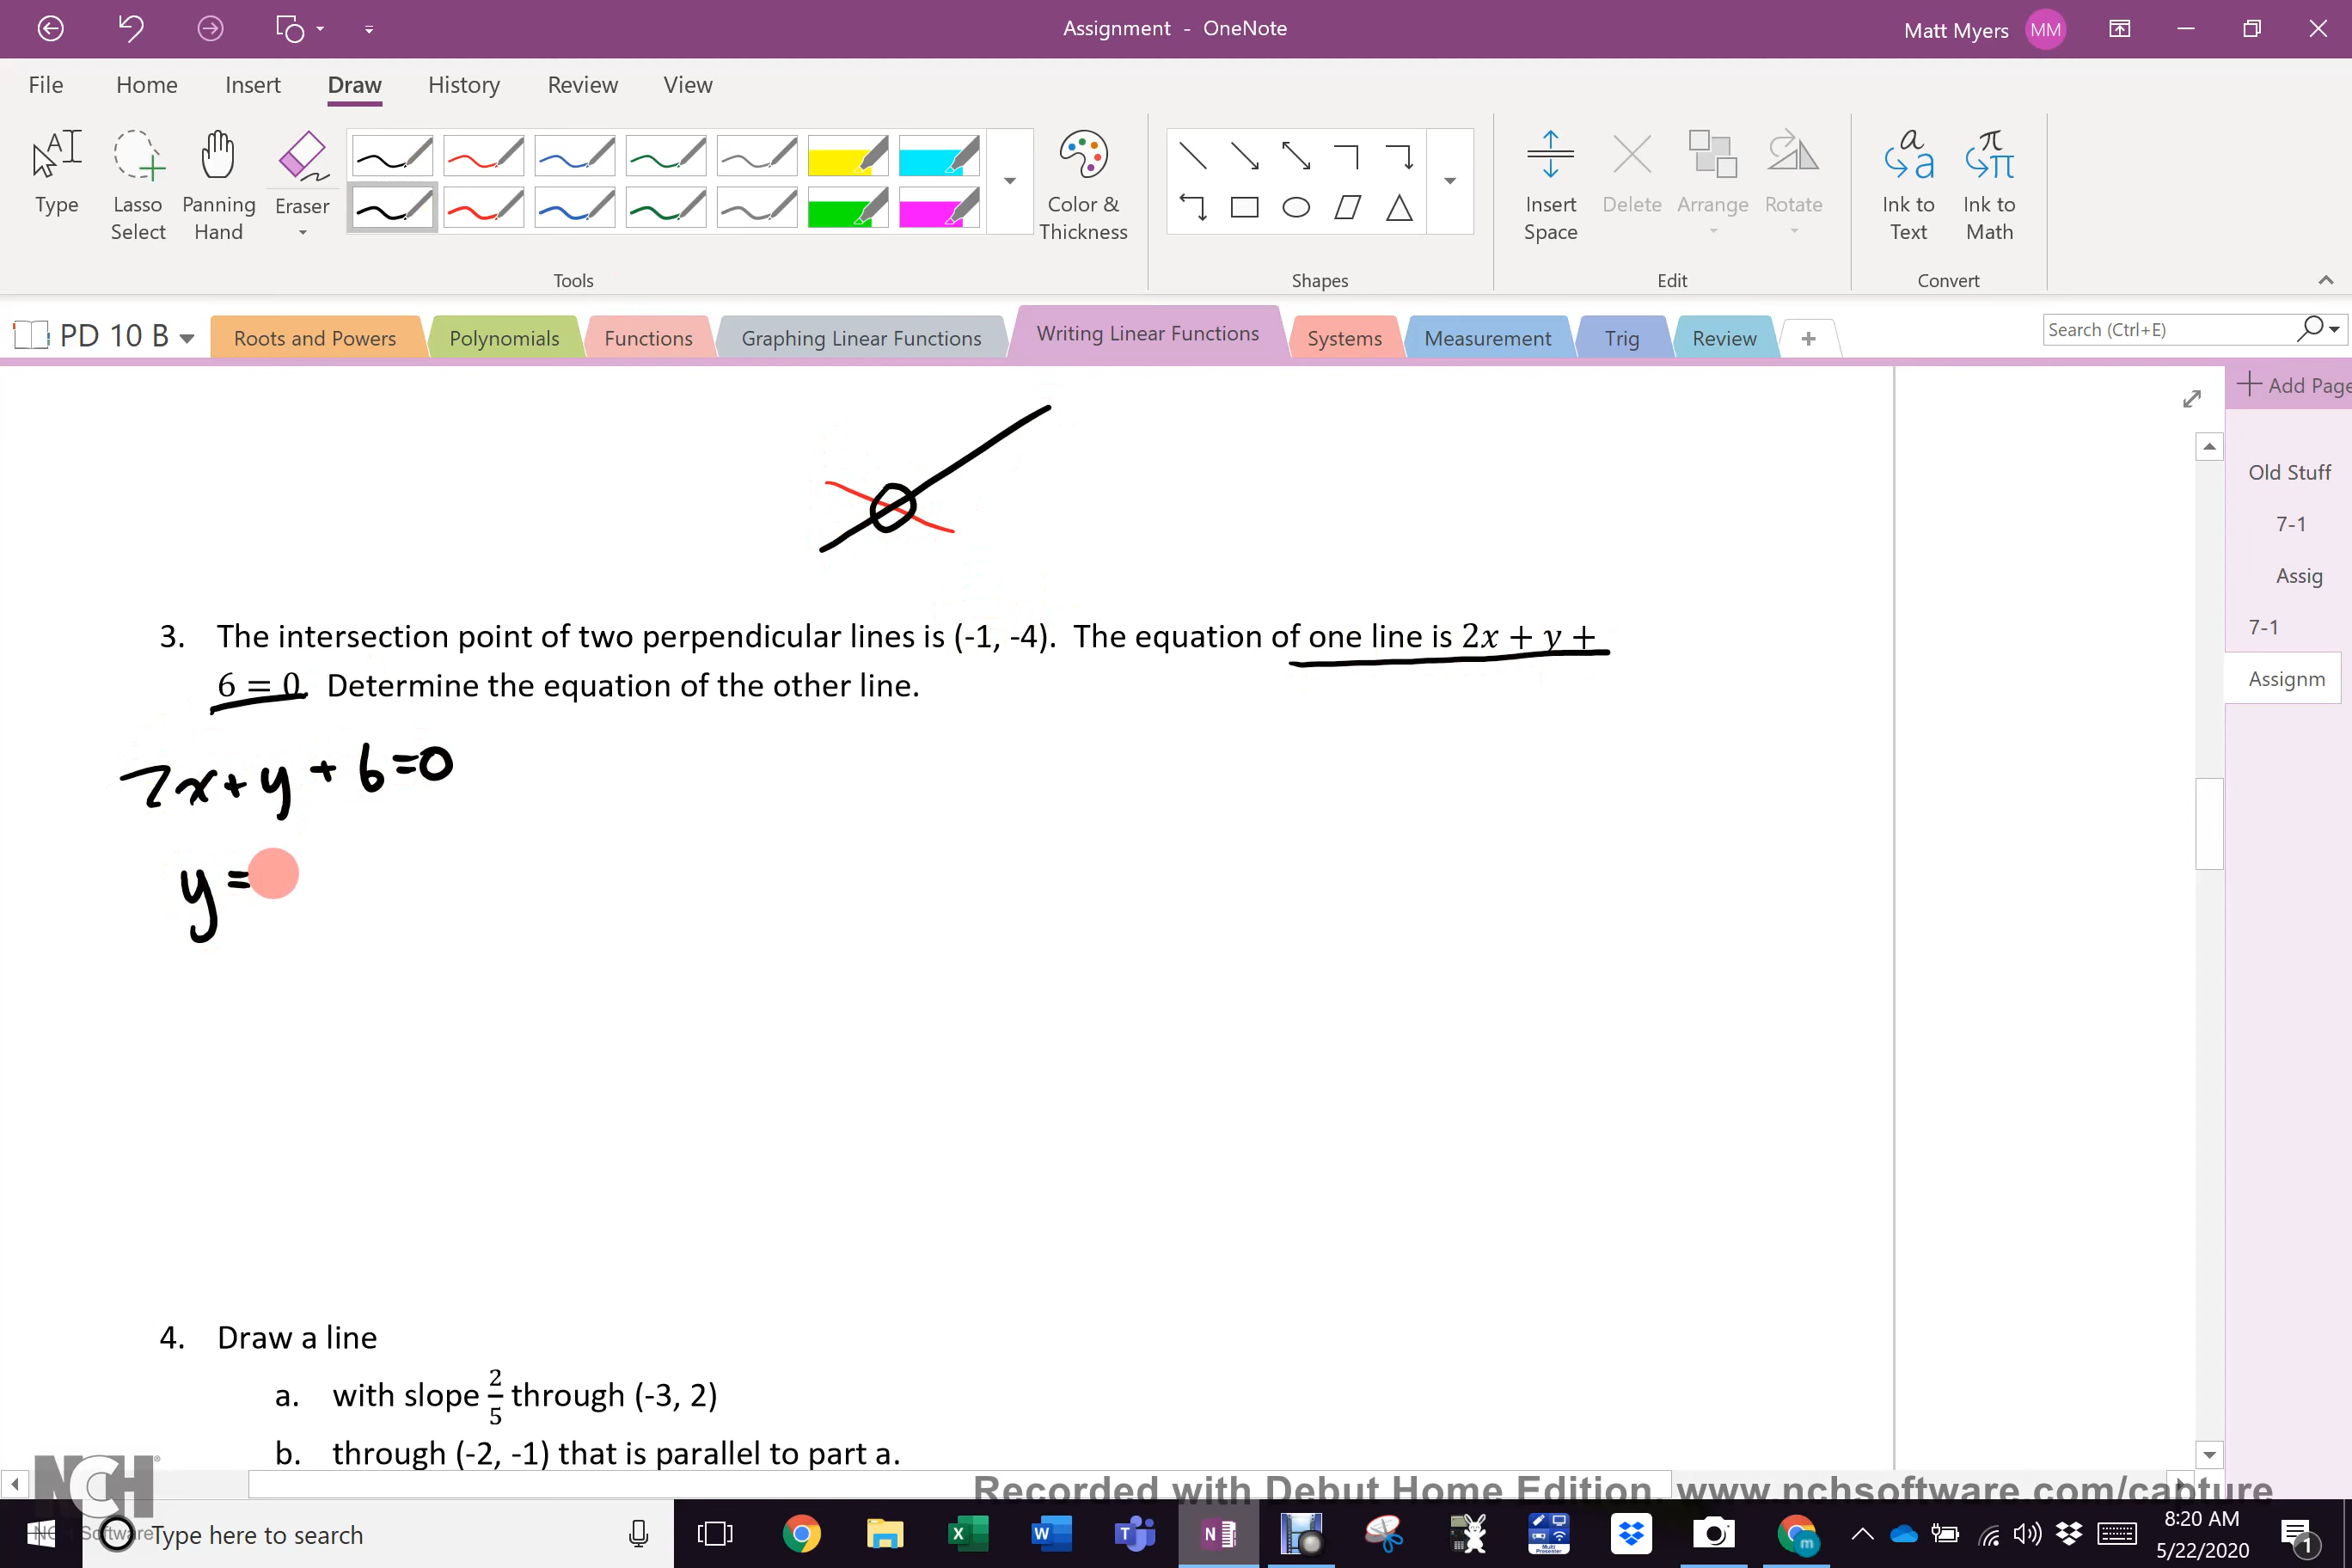 Assignment - OneNote
Matt Myers MM
File Home Insert Draw History Review View
Type
Lasso Select
Panning Hand
Eraser
Color & Thickness
Insert Space
Delete
Arrange
Rotate
Ink to Text
Ink to Math
Tools
Shapes
Edit
Convert
PD 10 B
Roots and Powers
Polynomials
Functions
Graphing Linear Functions
Writing Linear Functions
Systems
Measurement
Trig
Review
Search (Ctrl+E)
Add Page
Old Stuff
7-1
Assig
7-1
Assignm
3. The intersection point of two perpendicular lines is (-1, -4). The equation of one line is 2x + y +
6 = 0. Determine the equation of the other line.
2x+y+6=0
y=
4. Draw a line
a. with slope 2/5 through (-3, 2)
b. through (-2, -1) that is parallel to part a.
NCH
NCH Software
Recorded with Debut Home Edition. www.nchsoftware.com/capture
Type here to search
8:20 AM
5/22/2020
1